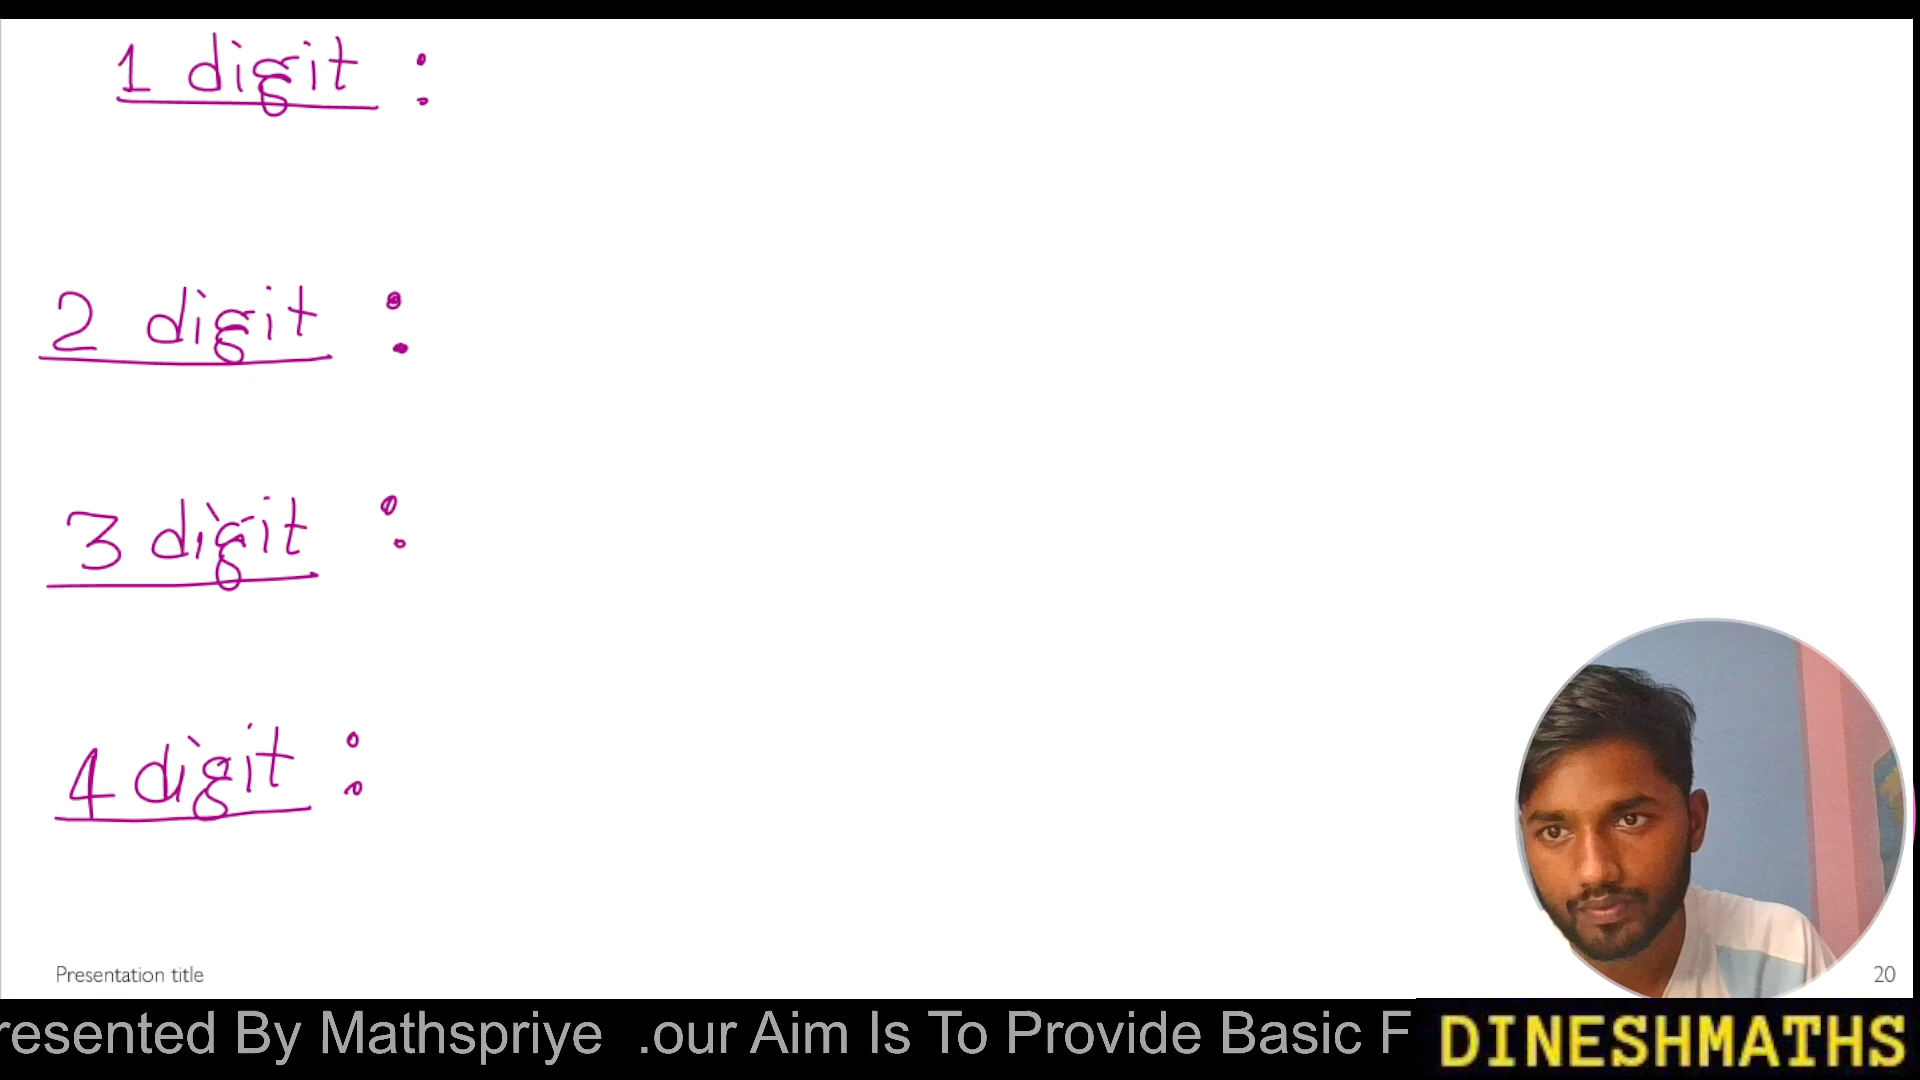 1 digit :
2 digit :
3 digit :
4 digit :
Presentation title
20
resented By Mathspriye .our Aim Is To Provide Basic F
DINESHMATHS